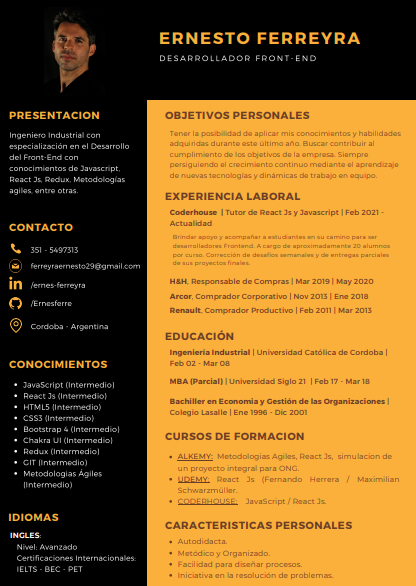 ERNESTO FERREYRA
DESARROLLADOR FRONT-END
PRESENTACION
Ingeniero Industrial con
especialización en el Desarrollo
del Front-End con
conocimientos de Javascript,
React Js, Redux, Metodologías
agiles, entre otras.
CONTACTO
351 - 5497313
ferreyraernesto29@gmail.com
/ernes-ferreyra
/Ernesferre
Cordoba - Argentina
CONOCIMIENTOS
• JavaScript (Intermedio)
• React Js (Intermedio)
• HTML5 (Intermedio)
• CSS3 (Intermedio)
• Bootstrap 4 (Intermedio)
• Chakra UI (Intermedio)
• Redux (Intermedio)
• GIT (Intermedio)
• Metodologías Ágiles
(Intermedio)
IDIOMAS
INGLES:
Nivel: Avanzado
Certificaciones Internacionales:
IELTS - BEC - PET
OBJETIVOS PERSONALES
Tener la posibilidad de aplicar mis conocimientos y habilidades
adquiridas durante este último año. Buscar contribuir al
cumplimiento de los objetivos de la empresa. Siempre
persiguiendo el crecimiento continuo mediante el aprendizaje
de nuevas tecnologías y dinámicas de trabajo en equipo.
EXPERIENCIA LABORAL
Coderhouse | Tutor de React Js y Javascript | Feb 2021 -
Actualidad
Brindar apoyo y acompañar a estudiantes en su camino para ser
desarrolladores Frontend. A cargo de aproximadamente 20 alumnos
por curso. Corrección de desafíos semanales y de entregas parciales
de sus proyectos finales.
H&H, Responsable de Compras | Mar 2019 | May 2020
Arcor, Comprador Corporativo | Nov 2013 | Ene 2018
Renault, Comprador Productivo | Feb 2011 | Mar 2013
EDUCACIÓN
Ingeniería Industrial | Universidad Católica de Cordoba |
Feb 02 - Mar 08
MBA (Parcial) | Universidad Siglo 21 | Feb 17 - Mar 18
Bachiller en Economía y Gestión de las Organizaciones |
Colegio Lasalle | Ene 1996 - Dic 2001
CURSOS DE FORMACION
• ALKEMY: Metodologias Agiles, React Js, simulacion de
un proyecto integral para ONG.
• UDEMY: React Js (Fernando Herrera / Maximilian
Schwarzmüller.
• CODERHOUSE: JavaScript / React Js.
CARACTERISTICAS PERSONALES
• Autodidacta.
• Metódico y Organizado.
• Facilidad para diseñar procesos.
• Iniciativa en la resolución de problemas.